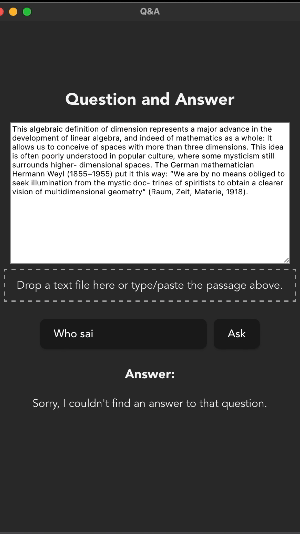 Q&A
Question and Answer
This algebraic definition of dimension represents a major advance in the
development of linear algebra, and indeed of mathematics as a whole: It
allows us to conceive of spaces with more than three dimensions. This idea
is often poorly understood in popular culture, where some mysticism still
surrounds higher- dimensional spaces. The German mathematician
Hermann Weyl (1855–1955) put it this way: "We are by no means obliged to
seek illumination from the mystic doc- trines of spiritists to obtain a clearer
vision of multidimensional geometry" (Raum, Zeit, Materie, 1918).
Drop a text file here or type/paste the passage above.
Who sai
Ask
Answer:
Sorry, I couldn't find an answer to that question.